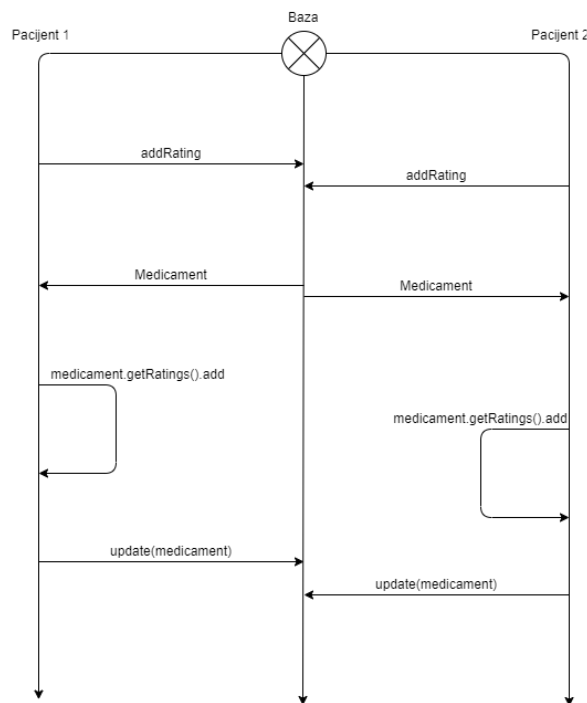 Baza
Pacijent 1
Pacijent 2
addRating
addRating
Medicament
Medicament
medicament.getRatings().add
medicament.getRatings().add
update(medicament)
update(medicament)